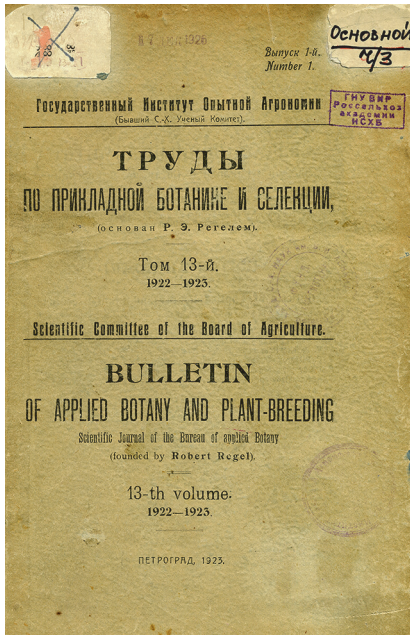 Основной
ч/з
Выпуск 1-й.
Number 1.
Государственный Институт Опытной Агрономии
(Бывший С.-Х. Ученый Комитет).
ГНУ ВИР
Россельхоз
академии
НСХБ
ТРУДЫ
ПО ПРИКЛАДНОЙ БОТАНИКЕ И СЕЛЕКЦИИ,
(основан Р. Э. Регелем).
Том 13-й.
1922—1923.
Scientific Committee of the Board of Agriculture.
BULLETIN
OF APPLIED BOTANY AND PLANT-BREEDING
Scientific Journal of the Bureau of applied Botany
(founded by Robert Regel).
13-th volume.
1922—1923.
ПЕТРОГРАД, 1923.